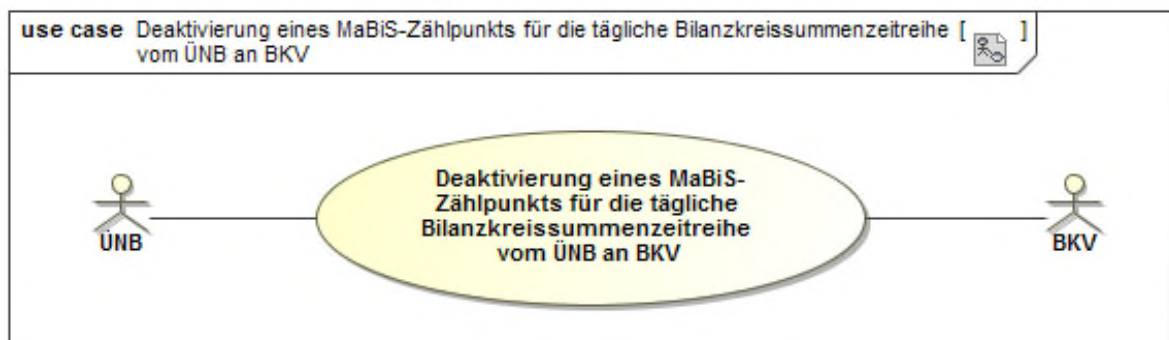 use case Deaktivierung eines MaBiS-Zählpunkts für die tägliche Bilanzkreissummenzeitreihe [ ]
vom ÜNB an BKV
Deaktivierung eines MaBiS-
Zählpunkts für die tägliche
Bilanzkreissummenzeitreihe
vom ÜNB an BKV
ÜNB
BKV